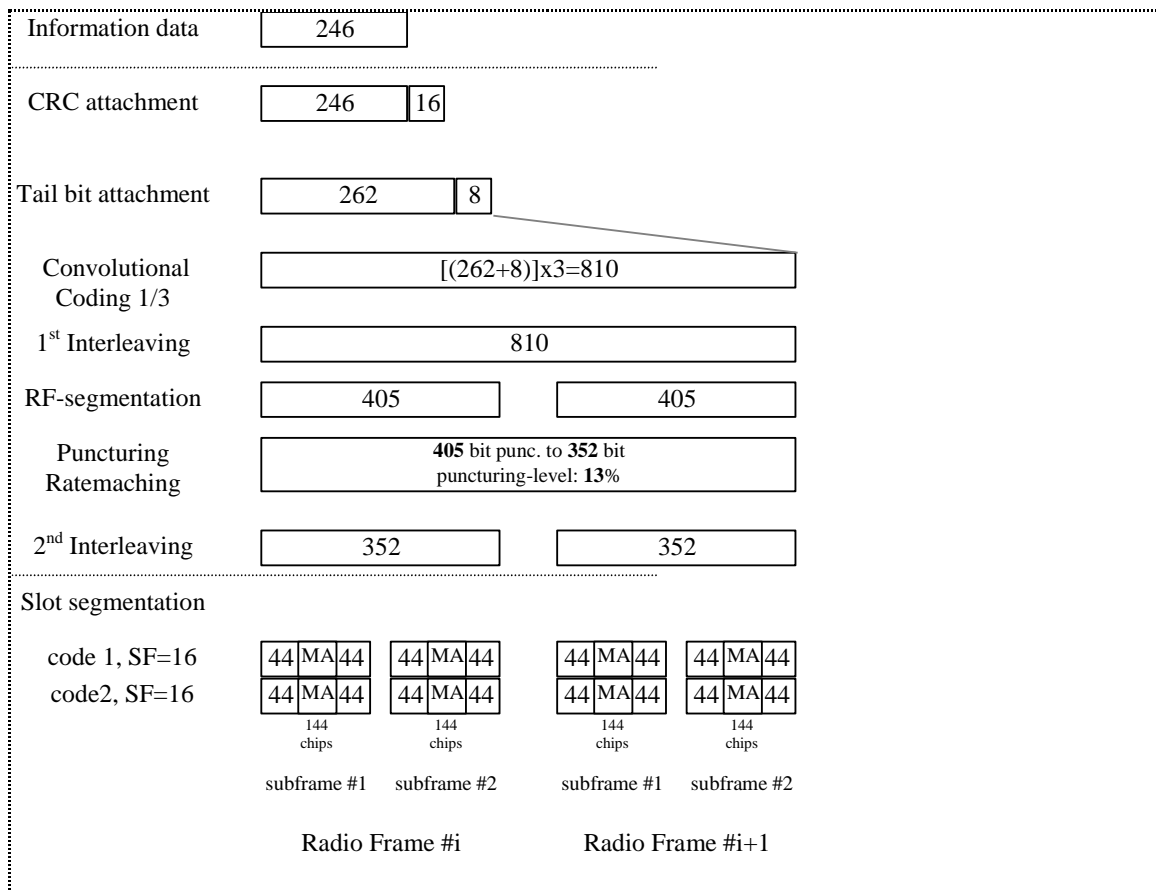 Information data 246
CRC attachment 246 16
Tail bit attachment 262 8
Convolutional
Coding 1/3
[(262+8)]x3=810
1st Interleaving 810
RF-segmentation 405 405
Puncturing
Ratemaching
405 bit punc. to 352 bit
puncturing-level: 13%
2nd Interleaving 352 352
Slot segmentation
code 1, SF=16 44 MA 44 44 MA 44 44 MA 44 44 MA 44
code2, SF=16 44 MA 44 44 MA 44 44 MA 44 44 MA 44
144 144 144 144
chips chips chips chips
subframe #1 subframe #2 subframe #1 subframe #2
Radio Frame #i Radio Frame #i+1